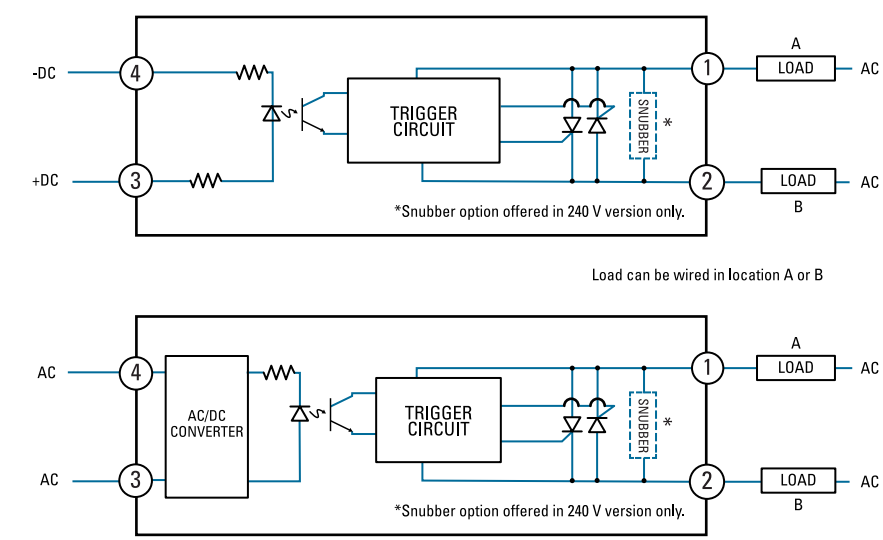 A
-DC 4 1 LOAD AC
TRIGGER
CIRCUIT
SNUBBER *
+DC 3 2 LOAD AC
B
*Snubber option offered in 240 V version only.
Load can be wired in location A or B
A
AC 4 1 LOAD AC
AC/DC
CONVERTER
TRIGGER
CIRCUIT
SNUBBER *
AC 3 2 LOAD AC
B
*Snubber option offered in 240 V version only.